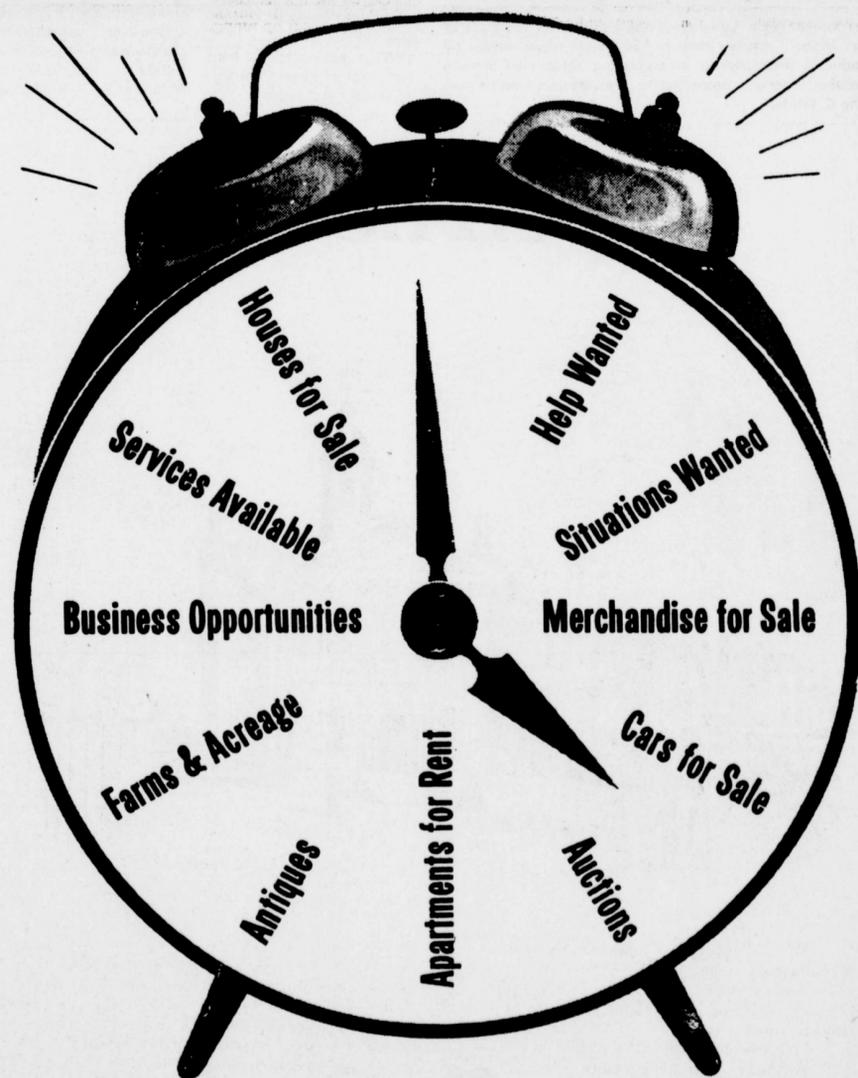 Houses for Sale
Help Wanted
Services Available
Situations Wanted
Business Opportunities
Merchandise for Sale
Farms & Acreage
Cars for Sale
Antiques
Apartments for Rent
Auctions